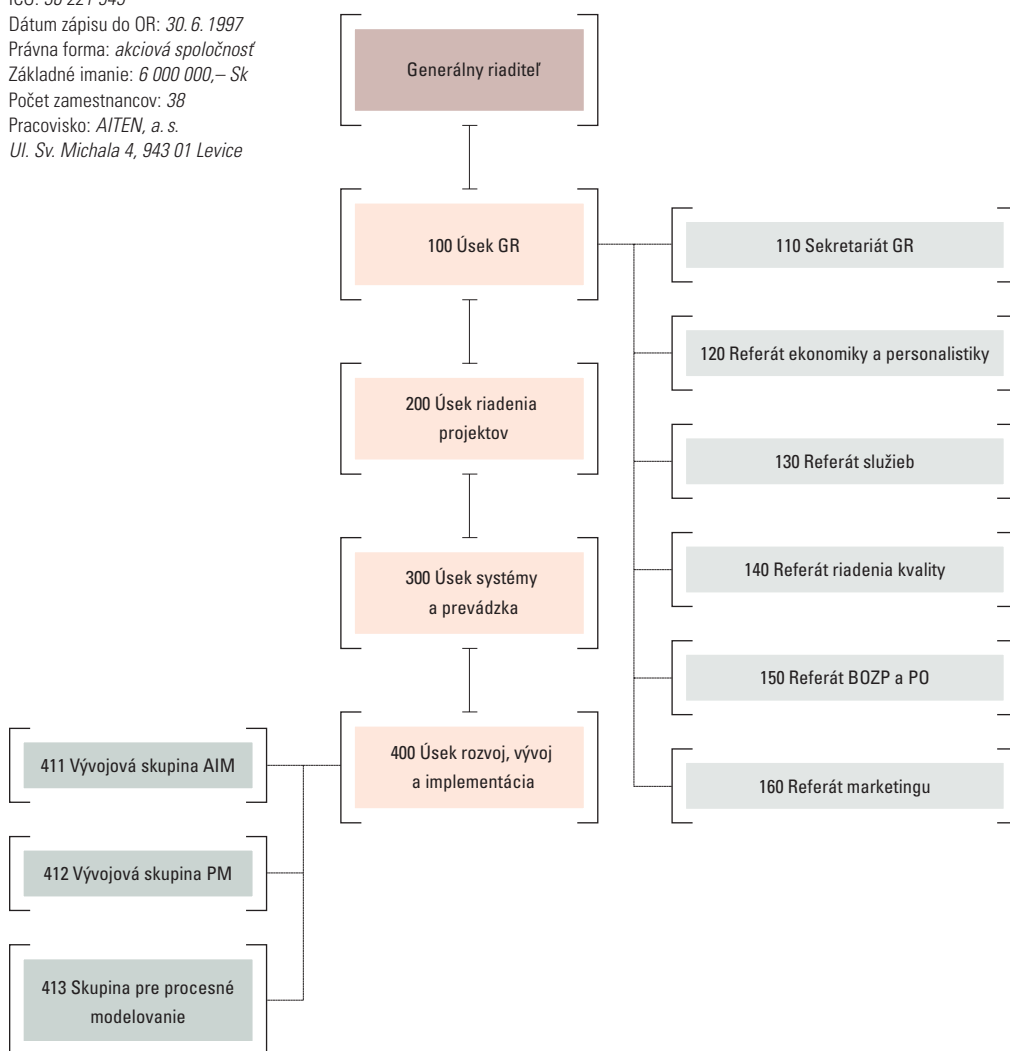 Dátum zápisu do OR: 30. 6. 1997
Právna forma: akciová spoločnosť
Základné imanie: 6 000 000,– Sk
Počet zamestnancov: 38
Pracovisko: AITEN, a. s.
Ul. Sv. Michala 4, 943 01 Levice
Generálny riaditeľ
100 Úsek GR
110 Sekretariát GR
120 Referát ekonomiky a personalistiky
200 Úsek riadenia
projektov
130 Referát služieb
300 Úsek systémy
a prevádzka
140 Referát riadenia kvality
150 Referát BOZP a PO
400 Úsek rozvoj, vývoj
a implementácia
160 Referát marketingu
411 Vývojová skupina AIM
412 Vývojová skupina PM
413 Skupina pre procesné
modelovanie